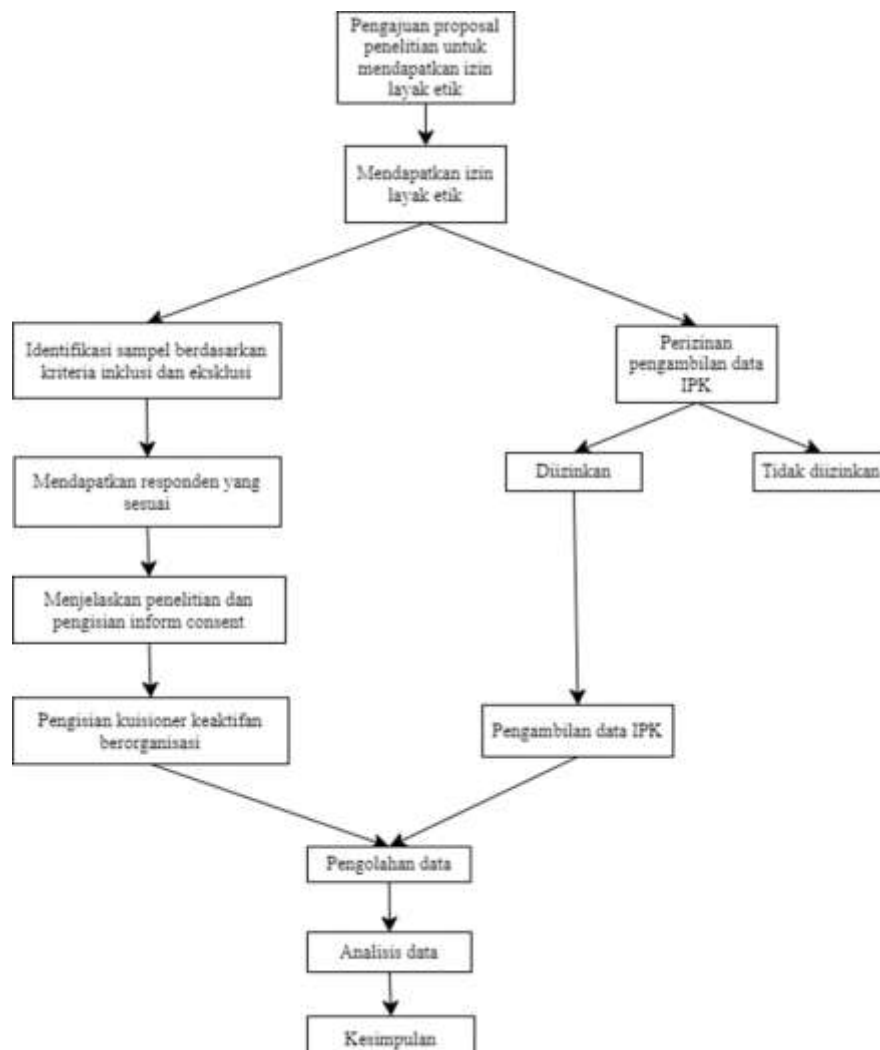 Pengajuan proposal
penelitian untuk
mendapatkan izin
layak etik
Mendapatkan izin
layak etik
Identifikasi sampel berdasarkan
kriteria inklusi dan eksklusi
Perizinan
pengambilan data
IPK
Mendapatkan responden yang
sesuai
Diizinkan
Tidak diizinkan
Menjelaskan penelitian dan
pengisian inform consent
Pengisian kuisioner keaktifan
berorganisasi
Pengambilan data IPK
Pengolahan data
Analisis data
Kesimpulan